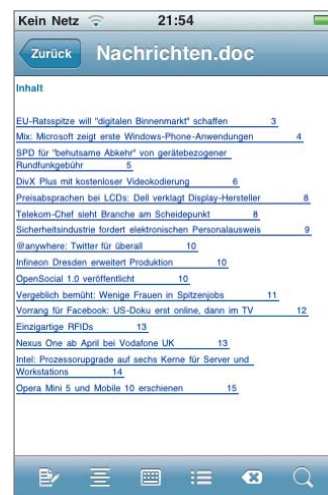 Kein Netz 21:54
Zurück Nachrichten.doc
Inhalt
EU-Ratsspitze will "digitalen Binnenmarkt" schaffen 3
Mix: Microsoft zeigt erste Windows-Phone-Anwendungen 4
SPD für "behutsame Abkehr" von gerätebezogener
Rundfunkgebühr 5
DivX Plus mit kostenloser Videokodierung 6
Preisabsprachen bei LCDs: Dell verklagt Display-Hersteller 8
Telekom-Chef sieht Branche am Scheidepunkt 8
Sicherheitsindustrie fordert elektronischen Personalausweis 9
@anywhere: Twitter für überall 10
Infineon Dresden erweitert Produktion 10
OpenSocial 1.0 veröffentlicht 10
Vergeblich bemüht: Wenige Frauen in Spitzenjobs 11
Vorrang für Facebook: US-Doku erst online, dann im TV 12
Einzigartige RFIDs 13
Nexus One ab April bei Vodafone UK 13
Intel: Prozessorupgrade auf sechs Kerne für Server und
Workstations 14
Opera Mini 5 und Mobile 10 erschienen 15